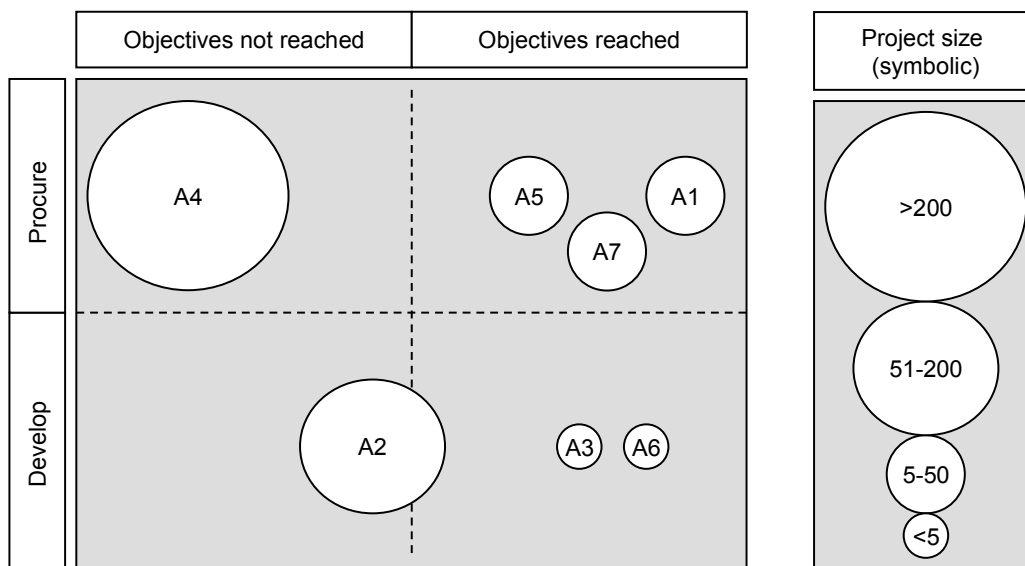 Objectives not reached
Objectives reached
Project size
(symbolic)
Procure
A4
A5
A1
A7
>200
51-200
Develop
A2
A3
A6
5-50
<5